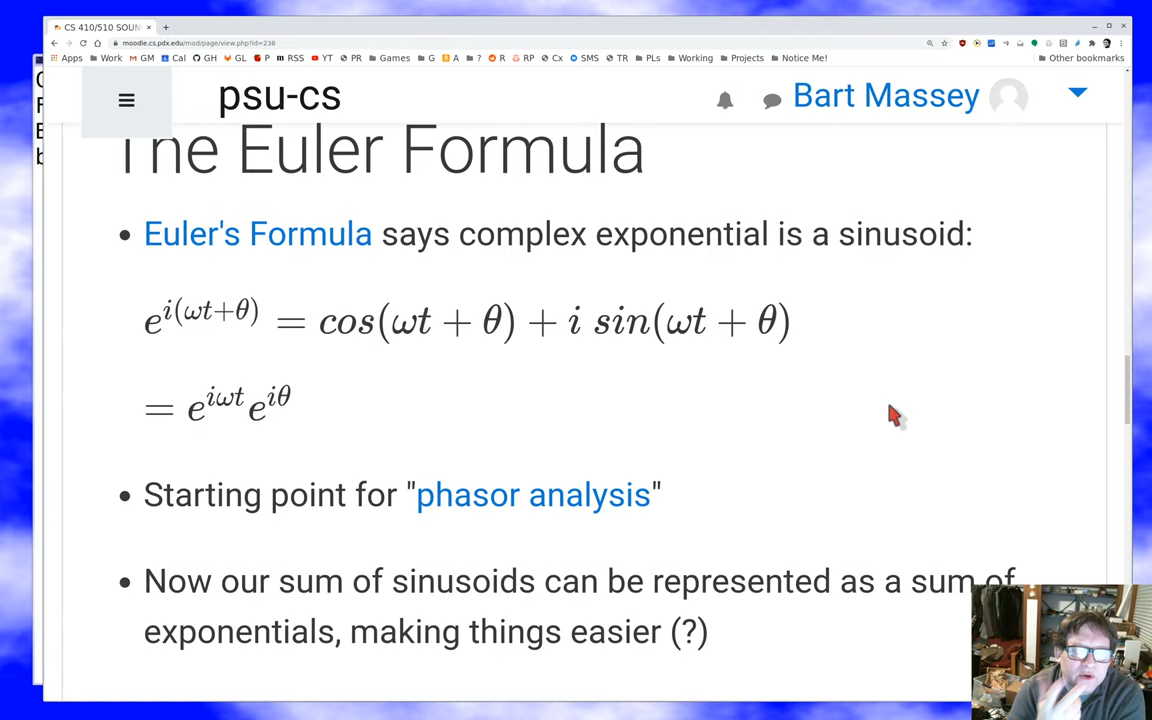 CS 410/510 SOUN
moodle.cs.pdx.edu/mod/page/view.php?id=238
Apps Work GM Cal GH GL P RSS YT PR Games G A ? R RP Cx SMS TR PLs Working Projects Notice Me! Other bookmarks
psu-cs Bart Massey
The Euler Formula
• Euler's Formula says complex exponential is a sinusoid:
e^{i(ωt+θ)} = cos(ωt + θ) + i sin(ωt + θ)
= e^{iωt}e^{iθ}
• Starting point for "phasor analysis"
• Now our sum of sinusoids can be represented as a sum of
exponentials, making things easier (?)